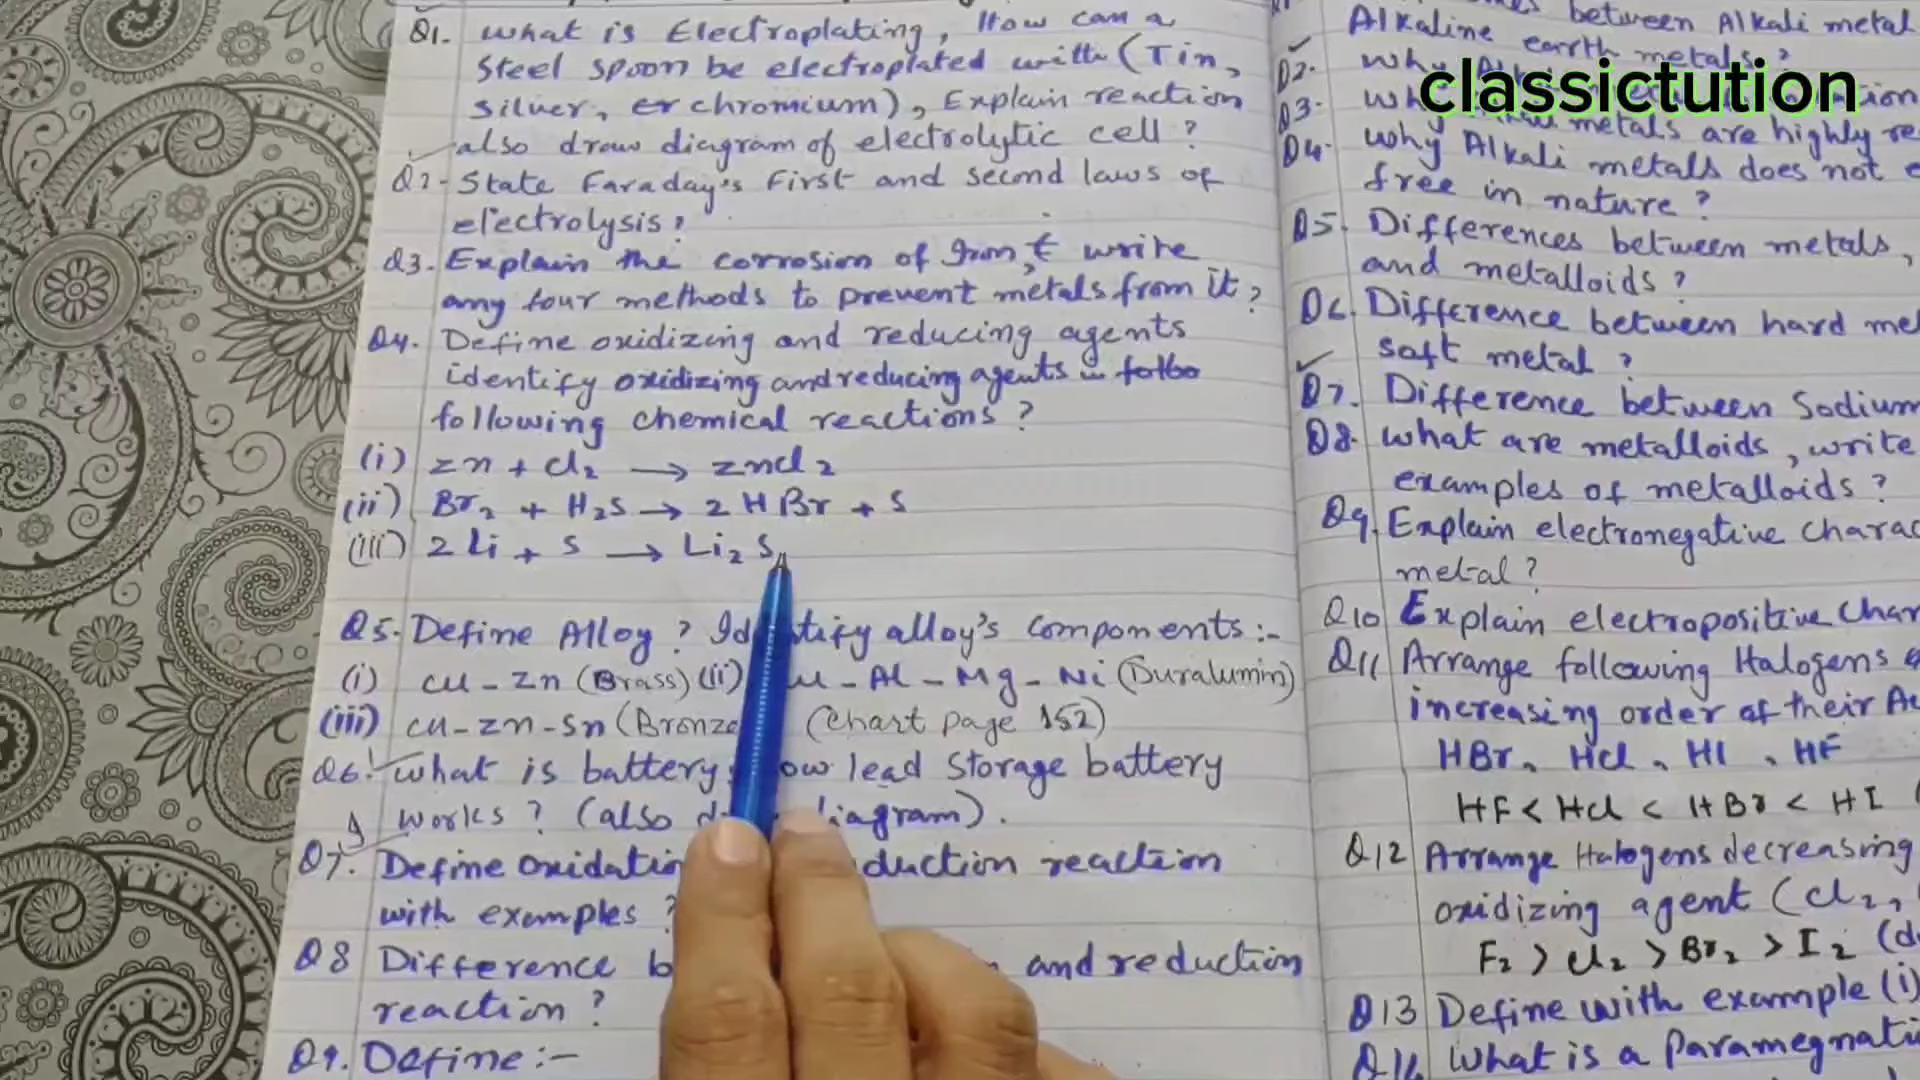 Q1. What is Electroplating, How can a
Steel spoon be electroplated with (Tin,
silver, or chromium), Explain reaction
also draw diagram of electrolytic cell?
Q2- State Faraday's First and second laws of
electrolysis?
Q3. Explain the corrosion of Iron, & write
any four methods to prevent metals from it?
Q4. Define oxidizing and reducing agents
identify oxidizing and reducing agents in
following chemical reactions?
(i) Zn + Cl2 → ZnCl2
(ii) Br2 + H2S → 2HBr + S
(iii) 2Li + S → Li2S
Q5. Define Alloy? Identify alloy's components:-
(i) Cu-Zn (Brass) (ii) - Al - Mg - Ni (Duralumin)
(iii) Cu-Zn-Sn (Bronze (Chart page 152)
Q6. What is battery, lead storage battery
works? (also diagram).
Q7. Define reaction
with examples?
Q8 Difference and reduction
reaction?
Q9. Define:-
between Alkali metal
Alkaline earth metals?
Q2. Why
Q3.
metals are highly
Q4. Why Alkali metals does not
free in nature?
Q5. Differences between metals,
and metalloids?
Q6. Difference between hard
soft metal?
Q7. Difference between Sodium
Q8. What are metalloids, write
examples of metalloids?
Q9. Explain electronegative
metal?
Q10 Explain electropositive
Q11 Arrange following Halogens
increasing order of their
HBr, HCl, HI, HF
HF < HCl < HBr < HI
Q12 Arrange Halogens decreasing
oxidizing agent (Cl2,
F2 > Cl2 > Br2 > I2
Q13 Define with example (i)
Q14 What is a
classictution